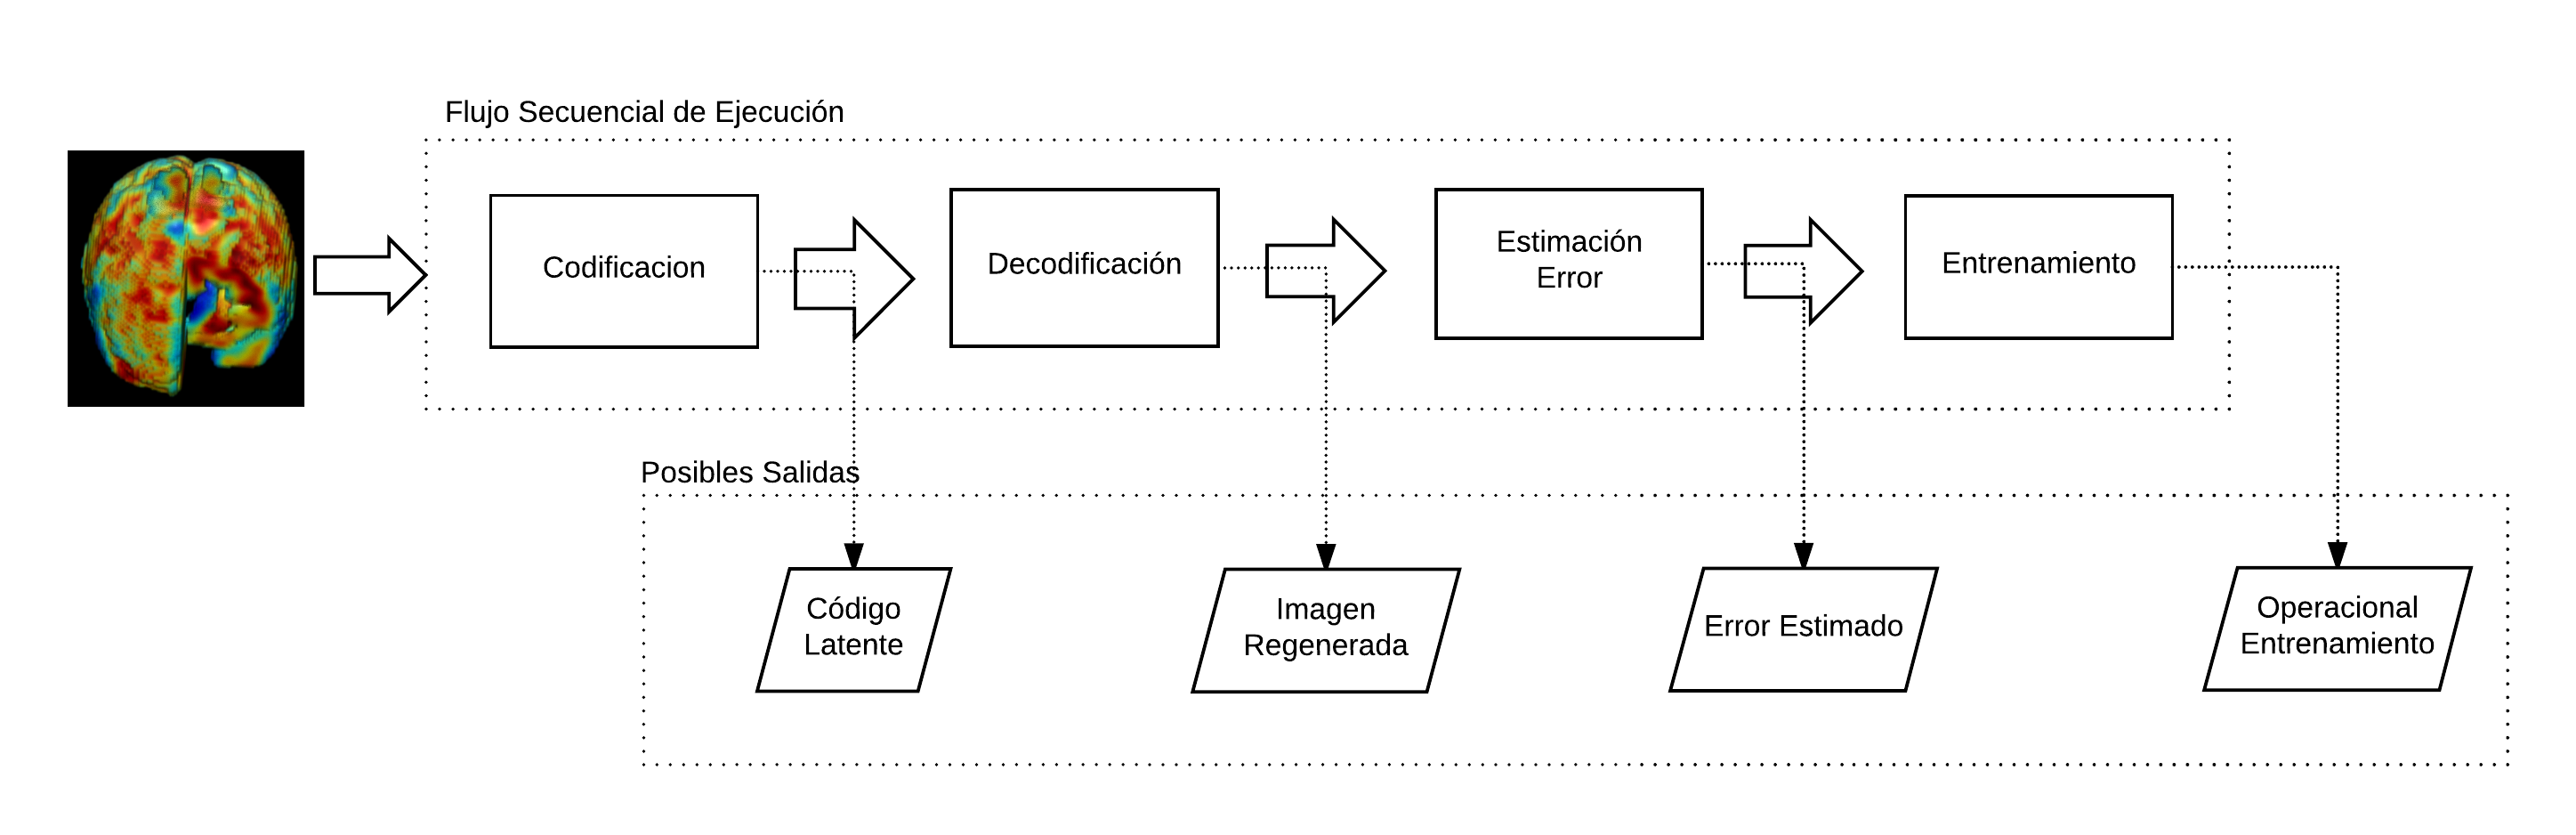 Flujo Secuencial de Ejecución
Codificacion
Decodificación
Estimación
Error
Entrenamiento
Posibles Salidas
Código
Latente
Imagen
Regenerada
Error Estimado
Operacional
Entrenamiento